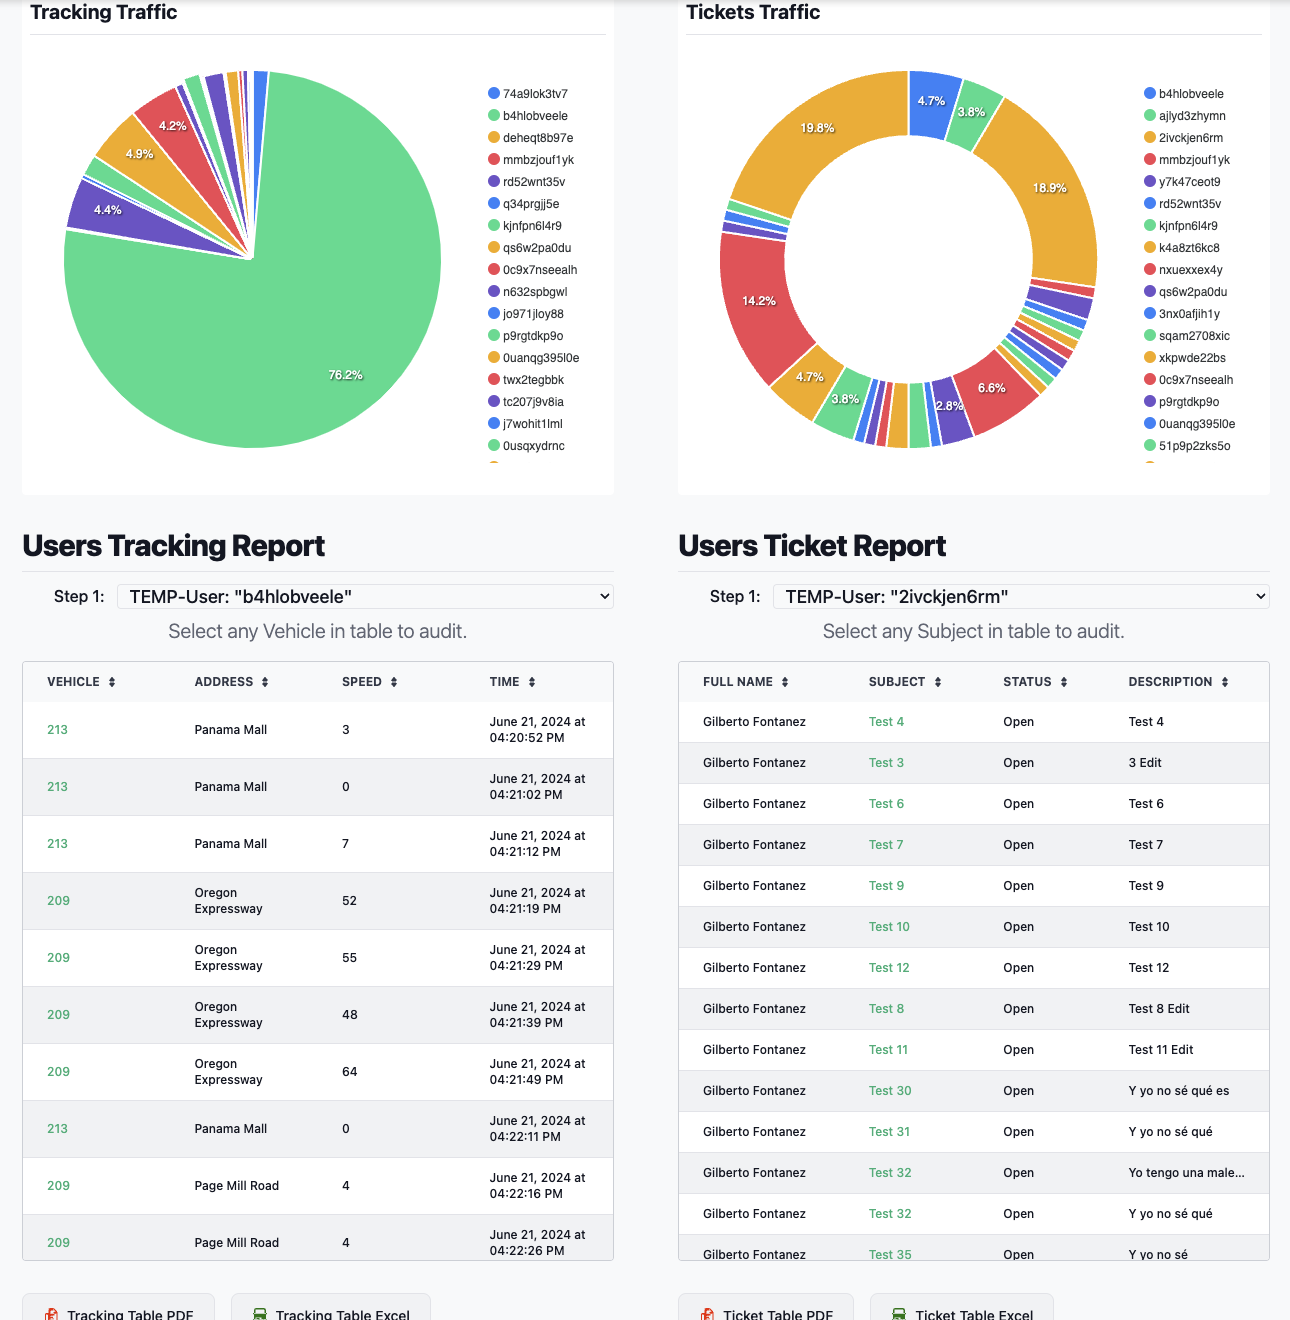 Tracking Traffic
76.2%
4.4%
4.9%
4.2%
74a9lok3tv7
b4hlobveele
deheqt8b97e
mmbzjouf1yk
rd52wnt35v
q34prgjj5e
kjnfpn6l4r9
qs6w2pa0du
0c9x7nseealh
n632spbgwl
jo971jloy88
p9rgtdkp9o
0uanqg395l0e
twx2tegbbk
tc207j9v8ia
j7wohit1lml
0usqxydrnc
Tickets Traffic
4.7%
3.8%
18.9%
6.6%
2.8%
3.8%
4.7%
14.2%
19.8%
b4hlobveele
ajlyd3zhymn
2ivckjen6rm
mmbzjouf1yk
y7k47ceot9
rd52wnt35v
kjnfpn6l4r9
k4a8zt6kc8
nxuexxex4y
qs6w2pa0du
3nx0afjih1y
sqam2708xic
xkpwde22bs
0c9x7nseealh
p9rgtdkp9o
0uanqg395l0e
51p9p2zks5o
Users Tracking Report
Step 1: TEMP-User: "b4hlobveele"
Select any Vehicle in table to audit.
VEHICLE ADDRESS SPEED TIME
213 Panama Mall 3 June 21, 2024 at
04:20:52 PM
213 Panama Mall 0 June 21, 2024 at
04:21:02 PM
213 Panama Mall 7 June 21, 2024 at
04:21:12 PM
209 Oregon
Expressway 52 June 21, 2024 at
04:21:19 PM
209 Oregon
Expressway 55 June 21, 2024 at
04:21:29 PM
209 Oregon
Expressway 48 June 21, 2024 at
04:21:39 PM
209 Oregon
Expressway 64 June 21, 2024 at
04:21:49 PM
213 Panama Mall 0 June 21, 2024 at
04:22:11 PM
209 Page Mill Road 4 June 21, 2024 at
04:22:16 PM
209 Page Mill Road 4 June 21, 2024 at
04:22:26 PM
Tracking Table PDF
Tracking Table Excel
Users Ticket Report
Step 1: TEMP-User: "2ivckjen6rm"
Select any Subject in table to audit.
FULL NAME SUBJECT STATUS DESCRIPTION
Gilberto Fontanez Test 4 Open Test 4
Gilberto Fontanez Test 3 Open 3 Edit
Gilberto Fontanez Test 6 Open Test 6
Gilberto Fontanez Test 7 Open Test 7
Gilberto Fontanez Test 9 Open Test 9
Gilberto Fontanez Test 10 Open Test 10
Gilberto Fontanez Test 12 Open Test 12
Gilberto Fontanez Test 8 Open Test 8 Edit
Gilberto Fontanez Test 11 Open Test 11 Edit
Gilberto Fontanez Test 30 Open Y yo no sé qué es
Gilberto Fontanez Test 31 Open Y yo no sé qué
Gilberto Fontanez Test 32 Open Yo tengo una male...
Gilberto Fontanez Test 32 Open Y yo no sé qué
Gilberto Fontanez Test 35 Open Y yo no sé
Ticket Table PDF
Ticket Table Excel